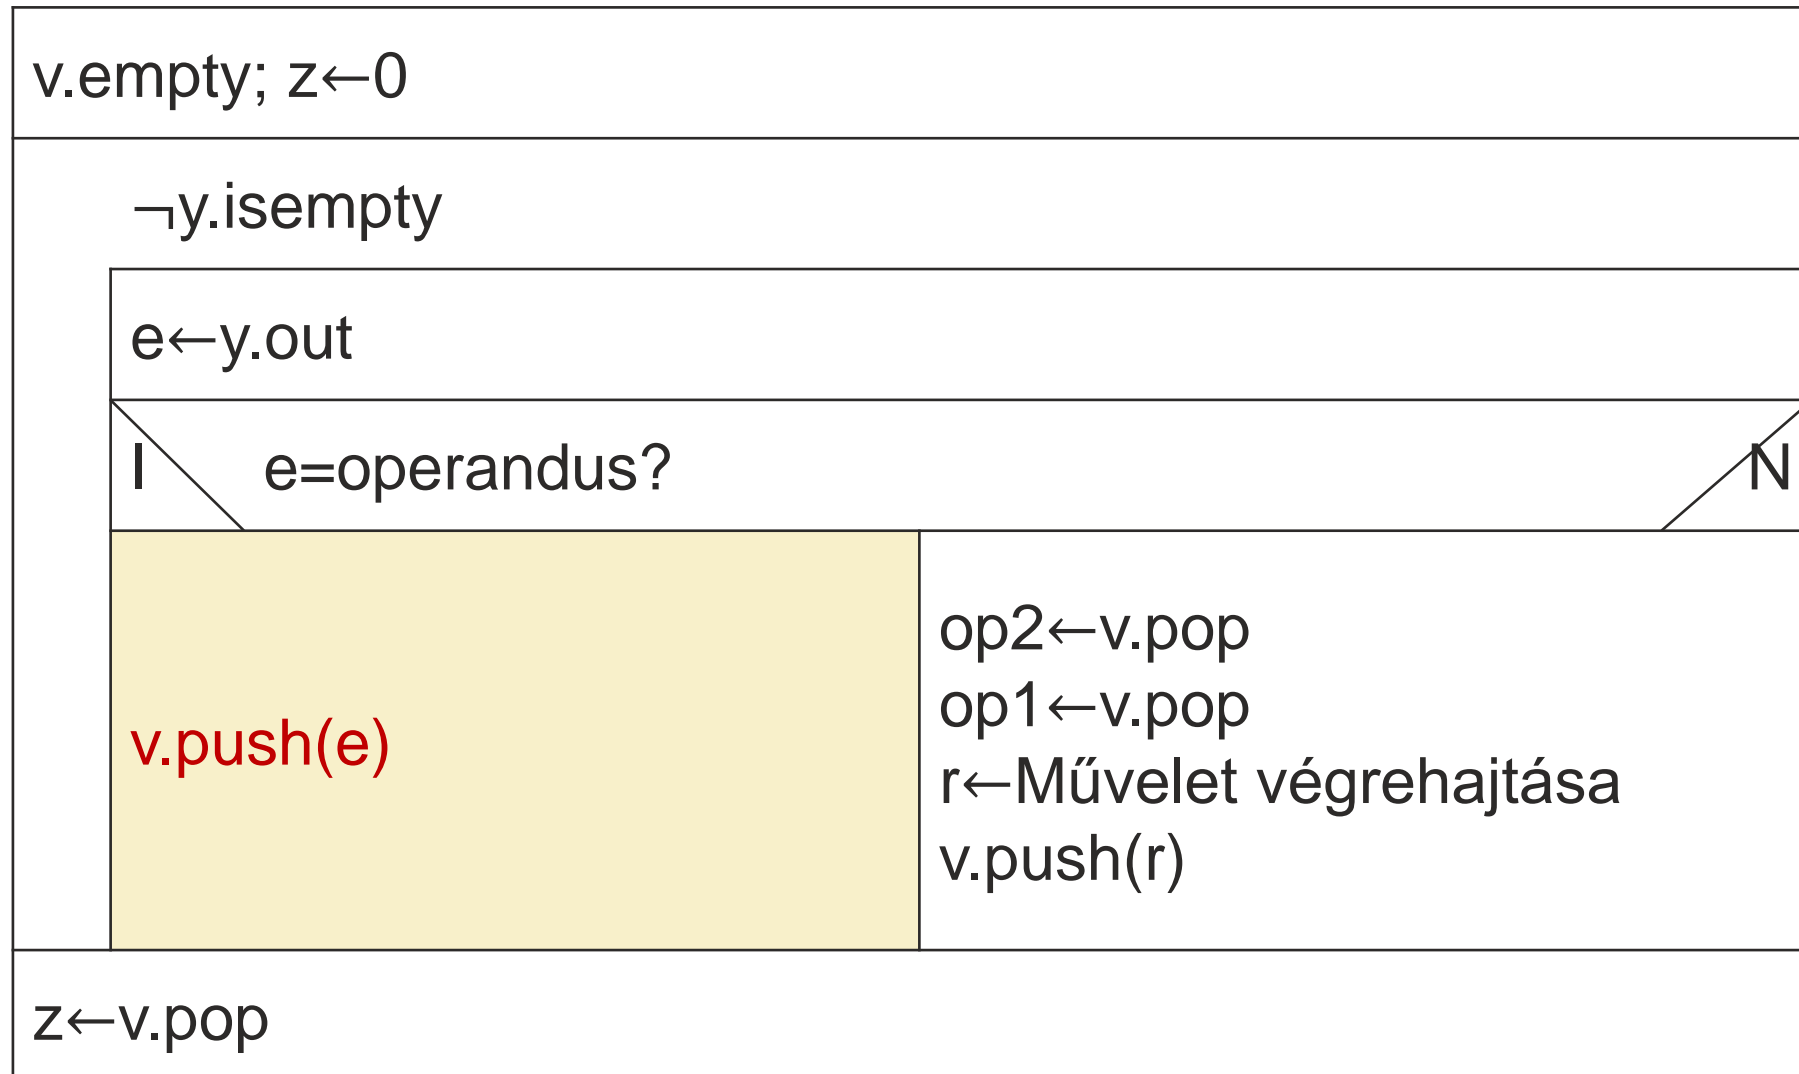 v.empty; z←0
¬y.isempty
e←y.out
I e=operandus? N
v.push(e)
op2←v.pop
op1←v.pop
r←Művelet végrehajtása
v.push(r)
z←v.pop